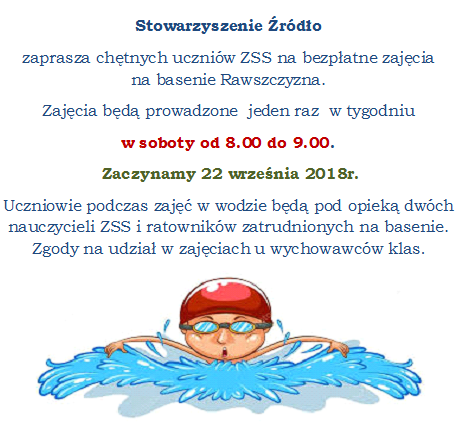 Stowarzyszenie Źródło
zaprasza chętnych uczniów ZSS na bezpłatne zajęcia
na basenie Rawszczyzna.
Zajęcia będą prowadzone jeden raz w tygodniu
w soboty od 8.00 do 9.00.
Zaczynamy 22 września 2018r.
Uczniowie podczas zajęć w wodzie będą pod opieką dwóch
nauczycieli ZSS i ratowników zatrudnionych na basenie.
Zgody na udział w zajęciach u wychowawców klas.